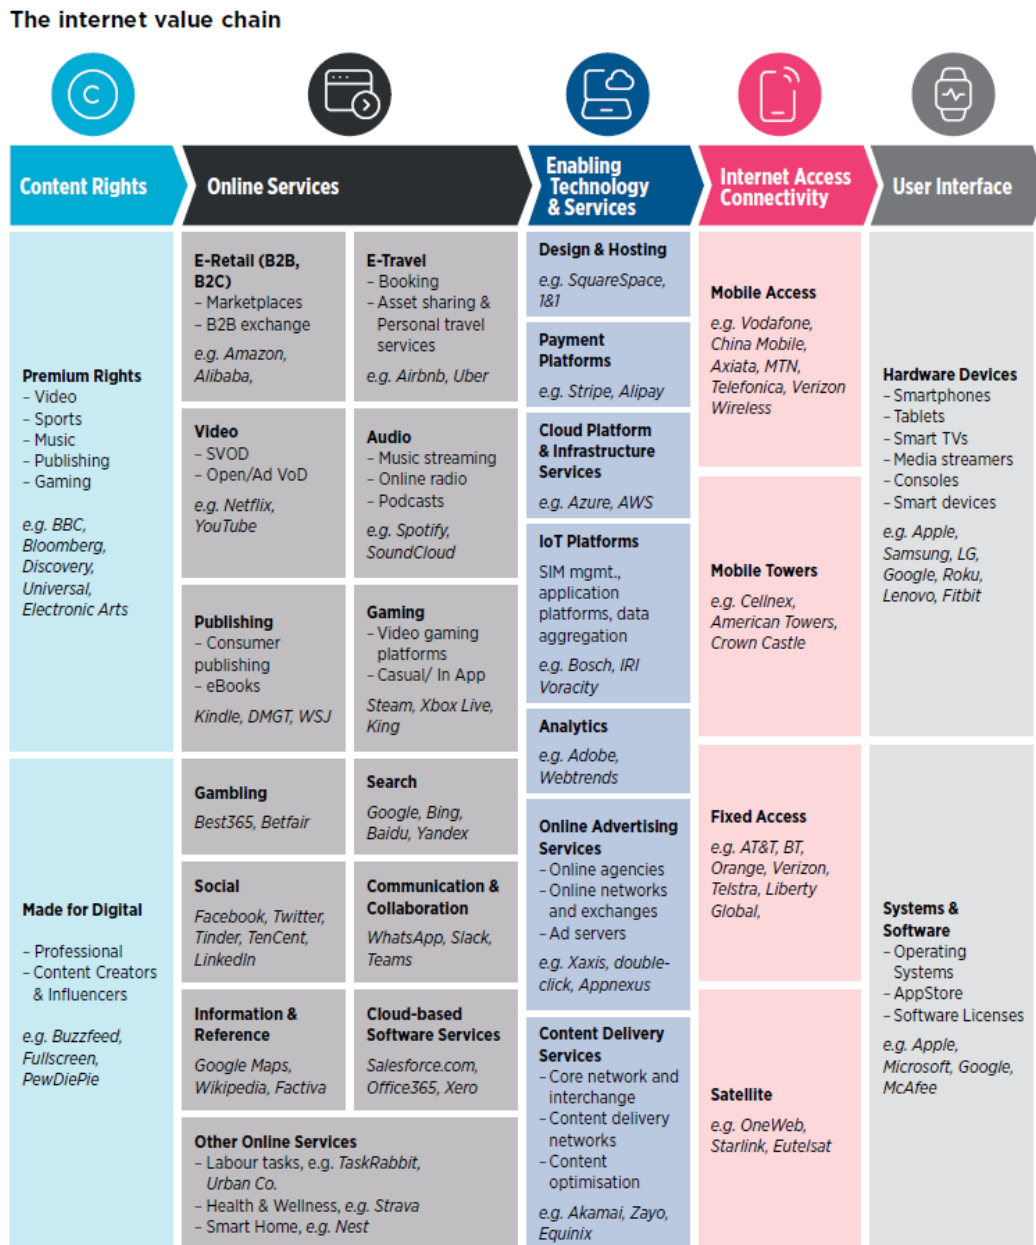 The internet value chain
C
Content Rights
Online Services
Enabling
Technology
& Services
Internet Access
Connectivity
User Interface
Premium Rights
– Video
– Sports
– Music
– Publishing
– Gaming
e.g. BBC,
Bloomberg,
Discovery,
Universal,
Electronic Arts
Made for Digital
– Professional
– Content Creators
& Influencers
e.g. Buzzfeed,
Fullscreen,
PewDiePie
E-Retail (B2B,
B2C)
– Marketplaces
– B2B exchange
e.g. Amazon,
Alibaba,
E-Travel
– Booking
– Asset sharing &
Personal travel
services
e.g. Airbnb, Uber
Video
– SVOD
– Open/Ad VoD
e.g. Netflix,
YouTube
Audio
– Music streaming
– Online radio
– Podcasts
e.g. Spotify,
SoundCloud
Publishing
– Consumer
publishing
– eBooks
Kindle, DMGT, WSJ
Gaming
– Video gaming
platforms
– Casual/ In App
Steam, Xbox Live,
King
Gambling
Best365, Betfair
Search
Google, Bing,
Baidu, Yandex
Social
Facebook, Twitter,
Tinder, TenCent,
LinkedIn
Communication &
Collaboration
WhatsApp, Slack,
Teams
Information &
Reference
Google Maps,
Wikipedia, Factiva
Cloud-based
Software Services
Salesforce.com,
Office365, Xero
Other Online Services
– Labour tasks, e.g. TaskRabbit,
Urban Co.
– Health & Wellness, e.g. Strava
– Smart Home, e.g. Nest
Design & Hosting
e.g. SquareSpace,
1&1
Payment
Platforms
e.g. Stripe, Alipay
Cloud Platform
& Infrastructure
Services
e.g. Azure, AWS
IoT Platforms
SIM mgmt.,
application
platforms, data
aggregation
e.g. Bosch, IRI
Voracity
Analytics
e.g. Adobe,
Webtrends
Online Advertising
Services
– Online agencies
– Online networks
and exchanges
– Ad servers
e.g. Xaxis, double-
click, Appnexus
Content Delivery
Services
– Core network and
interchange
– Content delivery
networks
– Content
optimisation
e.g. Akamai, Zayo,
Equinix
Mobile Access
e.g. Vodafone,
China Mobile,
Axiata, MTN,
Telefonica, Verizon
Wireless
Mobile Towers
e.g. Cellnex,
American Towers,
Crown Castle
Fixed Access
e.g. AT&T, BT,
Orange, Verizon,
Telstra, Liberty
Global,
Satellite
e.g. OneWeb,
Starlink, Eutelsat
Hardware Devices
– Smartphones
– Tablets
– Smart TVs
– Media streamers
– Consoles
– Smart devices
e.g. Apple,
Samsung, LG,
Google, Roku,
Lenovo, Fitbit
Systems &
Software
– Operating
Systems
– AppStore
– Software Licenses
e.g. Apple,
Microsoft, Google,
McAfee